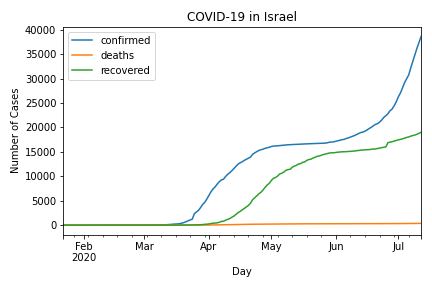 COVID-19 in Israel
confirmed
deaths
recovered
Number of Cases
40000
35000
30000
25000
20000
15000
10000
5000
0
Feb
2020
Mar
Apr
May
Jun
Jul
Day